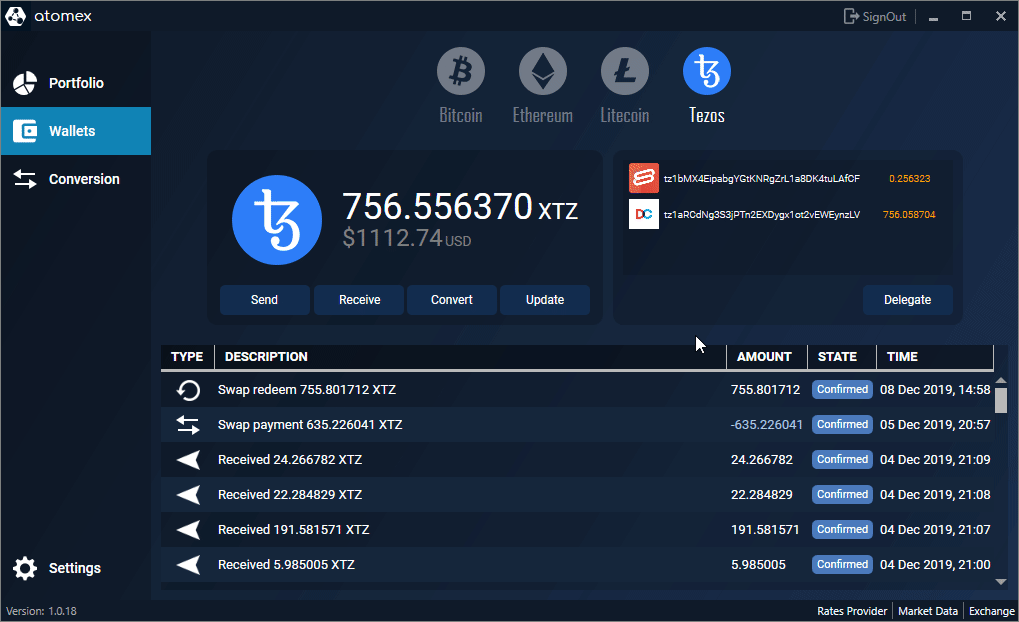 atomex
SignOut
Portfolio
Wallets
Conversion
Settings
Bitcoin
Ethereum
Litecoin
Tezos
756.556370 XTZ
$1112.74 USD
Send
Receive
Convert
Update
tz1bMX4EipabgYGtKNRgZrL1a8DK4tuLAfCF 0.256323
DC tz1aRCdNg3S3jPTn2EXDygx1ot2vEWEynzLV 756.058704
Delegate
TYPE DESCRIPTION AMOUNT STATE TIME
Swap redeem 755.801712 XTZ 755.801712 Confirmed 08 Dec 2019, 14:58
Swap payment 635.226041 XTZ -635.226041 Confirmed 05 Dec 2019, 20:57
Received 24.266782 XTZ 24.266782 Confirmed 04 Dec 2019, 21:09
Received 22.284829 XTZ 22.284829 Confirmed 04 Dec 2019, 21:08
Received 191.581571 XTZ 191.581571 Confirmed 04 Dec 2019, 21:07
Received 5.985005 XTZ 5.985005 Confirmed 04 Dec 2019, 21:00
Version: 1.0.18
Rates Provider
Market Data
Exchange